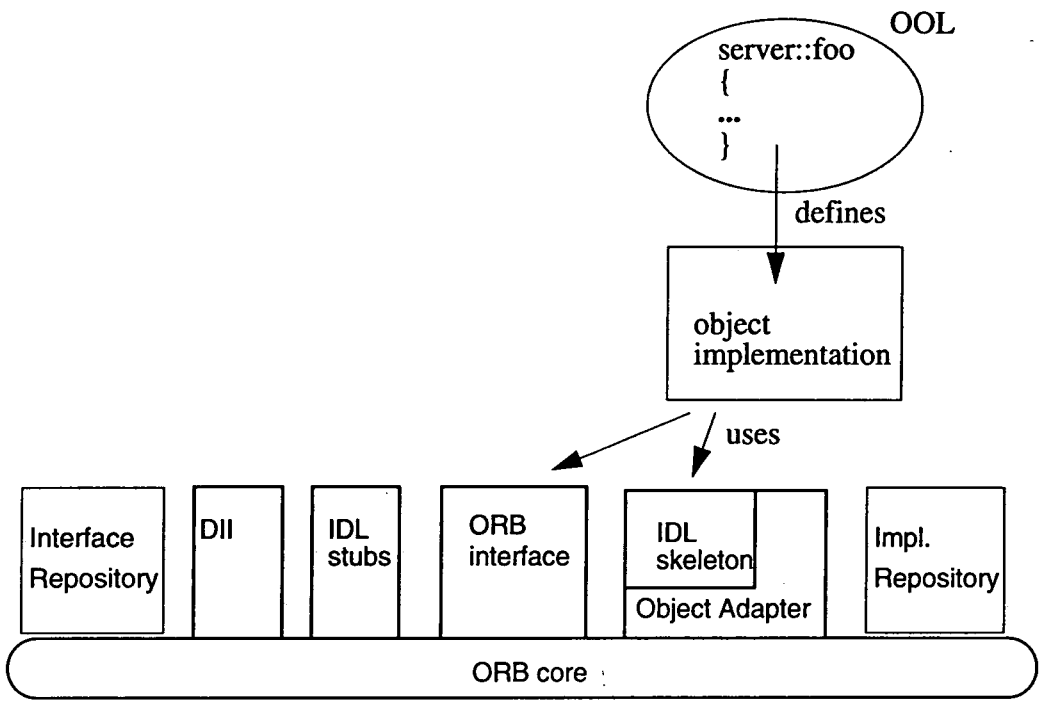 OOL
server::foo
{
...
}
defines
object
implementation
uses
Interface
Repository
DII
IDL
stubs
ORB
interface
IDL
skeleton
Object Adapter
Impl.
Repository
ORB core